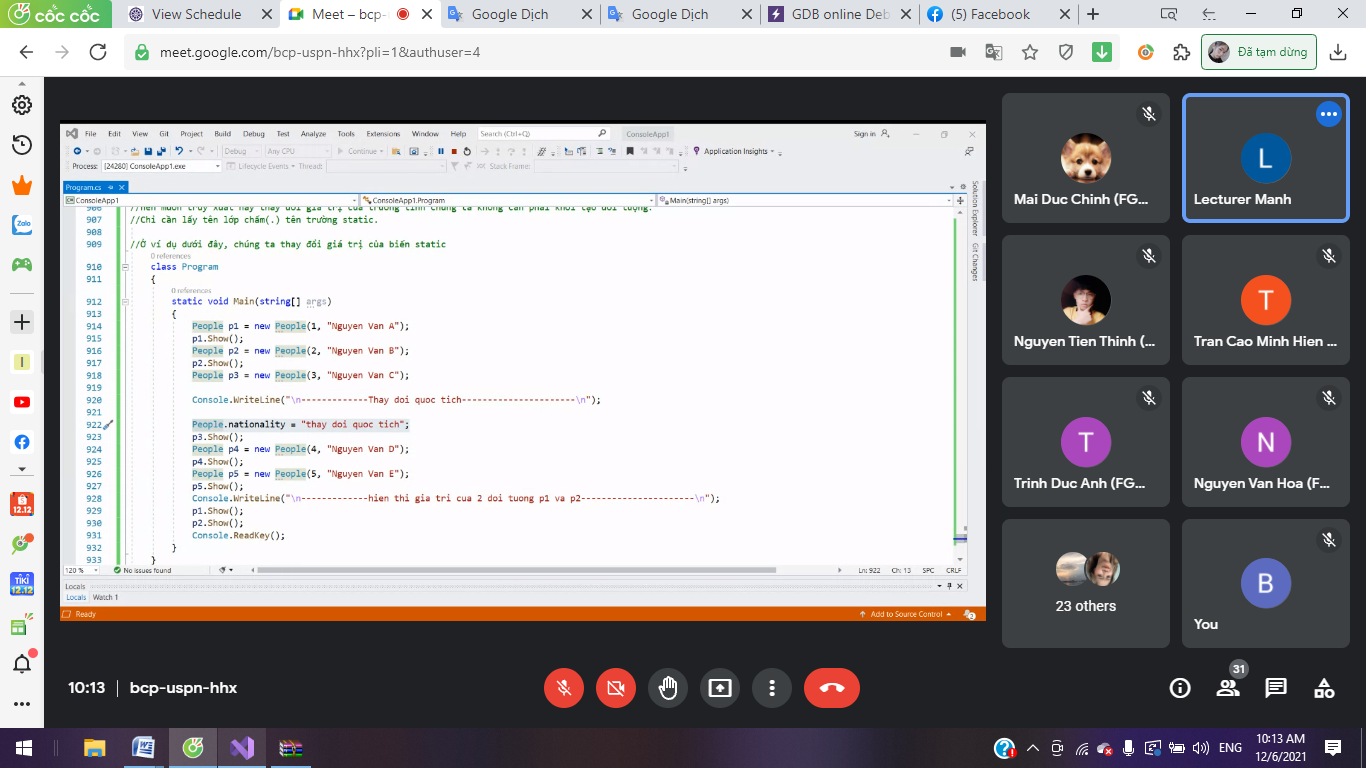 cốc cốc
View Schedule
Meet – bcp-
Google Dịch
Google Dịch
GDB online Deb
(5) Facebook
meet.google.com/bcp-uspn-hhx?pli=1&authuser=4
Đã tạm dừng
File Edit View Git Project Build Debug Test Analyze Tools Extensions Window Help Search (Ctrl+Q) ConsoleApp1 Sign in
Debug Any CPU Continue Application Insights
Process: [24280] ConsoleApp1.exe Lifecycle Events Thread: Stack Frame:
Program.cs
ConsoleApp1 ConsoleApp1.Program Main(string[] args)
Solution Explorer
Git Changes
906 //nên muốn truy xuất hay thay đổi giá trị của trường tĩnh chúng ta không cần phải khởi tạo đối tượng.
907 //Chỉ cần lấy tên lớp chấm(.) tên trường static.
908
909 //Ở ví dụ dưới đây, chúng ta thay đổi giá trị của biến static
0 references
910 class Program
911 {
0 references
912 static void Main(string[] args)
913 {
914 People p1 = new People(1, "Nguyen Van A");
915 p1.Show();
916 People p2 = new People(2, "Nguyen Van B");
917 p2.Show();
918 People p3 = new People(3, "Nguyen Van C");
919
920 Console.WriteLine("\n-------------Thay doi quoc tich----------------------\n");
921
922 People.nationality = "thay doi quoc tich";
923 p3.Show();
924 People p4 = new People(4, "Nguyen Van D");
925 p4.Show();
926 People p5 = new People(5, "Nguyen Van E");
927 p5.Show();
928 Console.WriteLine("\n-------------hien thi gia tri cua 2 doi tuong p1 va p2----------------------\n");
929 p1.Show();
930 p2.Show();
931 Console.ReadKey();
932 }
933 }
120 % No issues found Ln: 922 Ch: 13 SPC CRLF
Locals
Locals Watch 1
Ready Add to Source Control 2
Mai Duc Chinh (FG...
L
Lecturer Manh
Nguyen Tien Thinh (...
T
Tran Cao Minh Hien ...
T
Trinh Duc Anh (FG...
N
Nguyen Van Hoa (F...
23 others
B
You
Zalo
I
12.12
TIKI
12.12
10:13 bcp-uspn-hhx
31
ENG
10:13 AM
12/6/2021